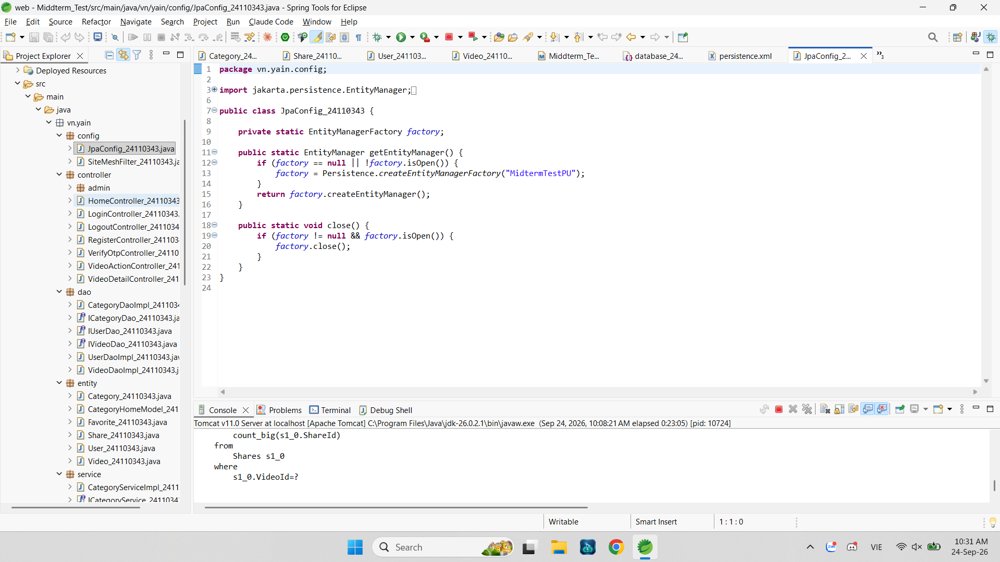 web - Middterm_Test/src/main/java/vn/yain/config/JpaConfig_24110343.java - Spring Tools for Eclipse
File Edit Source Refactor Navigate Search Project Run Claude Code Window Help
Project Explorer
Deployed Resources
src
main
java
vn.yain
config
JpaConfig_24110343.java
SiteMeshFilter_24110343.ja
controller
admin
HomeController_24110343
LoginController_24110343.
LogoutController_2411034
RegisterController_241103
VerifyOtpController_24110
VideoActionController_241
VideoDetailController_241
dao
CategoryDaoImpl_2411034
ICategoryDao_24110343.ja
IUserDao_24110343.java
IVideoDao_24110343.java
UserDaoImpl_24110343.jav
VideoDaoImpl_24110343.j
entity
Category_24110343.java
CategoryHomeModel_241
Favorite_24110343.java
Share_24110343.java
User_24110343.java
Video_24110343.java
service
CategoryServiceImpl_2411
ICategoryService_2411034
Category_24... Share_24110... User_241103... Video_24110... Middterm_Te... database_24... persistence.xml JpaConfig_2... »3
1 package vn.yain.config;
2
3 import jakarta.persistence.EntityManager;
6
7 public class JpaConfig_24110343 {
8
9 private static EntityManagerFactory factory;
10
11 public static EntityManager getEntityManager() {
12 if (factory == null || !factory.isOpen()) {
13 factory = Persistence.createEntityManagerFactory("MidtermTestPU");
14 }
15 return factory.createEntityManager();
16 }
17
18 public static void close() {
19 if (factory != null && factory.isOpen()) {
20 factory.close();
21 }
22 }
23 }
24
Console Problems Terminal Debug Shell
Tomcat v11.0 Server at localhost [Apache Tomcat] C:\Program Files\Java\jdk-26.0.2.1\bin\javaw.exe (Sep 24, 2026, 10:08:21 AM elapsed 0:23:05) [pid: 10724]
count_big(s1_0.ShareId)
from
Shares s1_0
where
s1_0.VideoId=?
Writable Smart Insert 1 : 1 : 0
Search
Zalo
VIE
10:31 AM
24-Sep-26